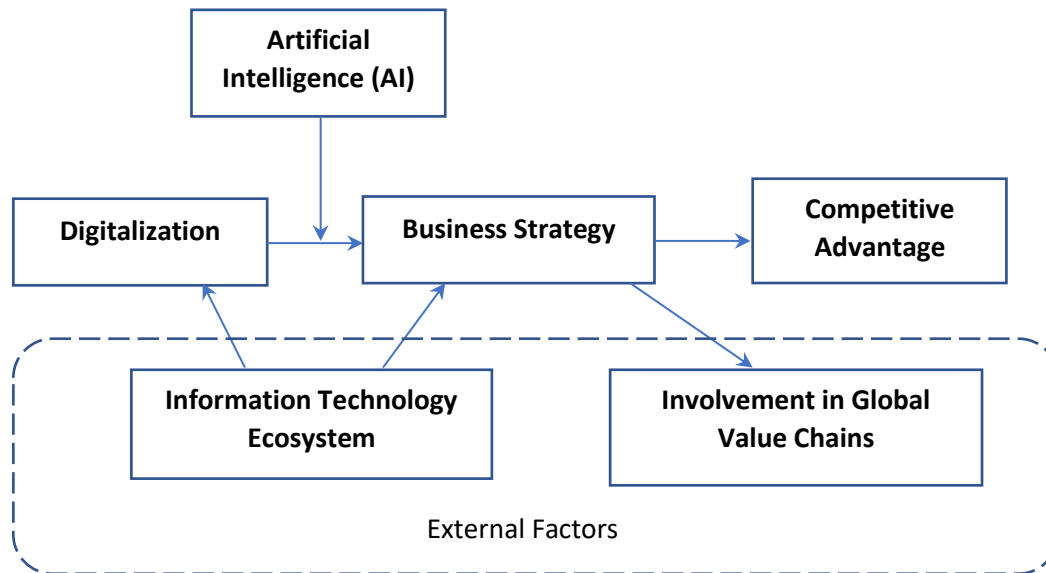 Artificial
Intelligence (AI)
Digitalization
Business Strategy
Competitive
Advantage
Information Technology
Ecosystem
Involvement in Global
Value Chains
External Factors